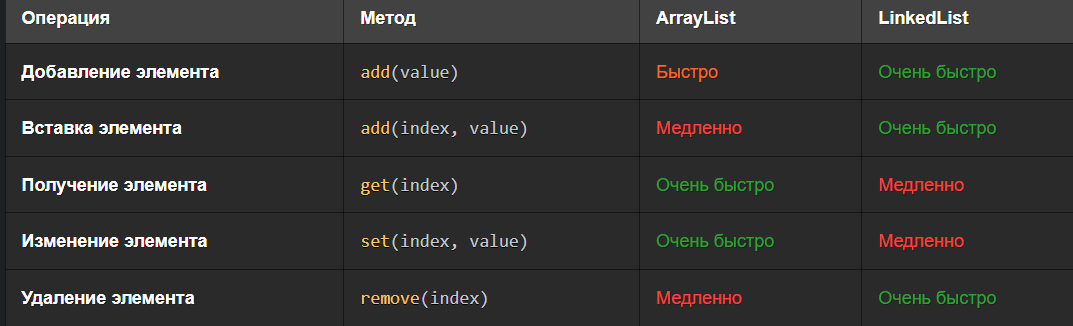 Операция Метод ArrayList LinkedList
Добавление элемента add(value) Быстро Очень быстро
Вставка элемента add(index, value) Медленно Очень быстро
Получение элемента get(index) Очень быстро Медленно
Изменение элемента set(index, value) Очень быстро Медленно
Удаление элемента remove(index) Медленно Очень быстро